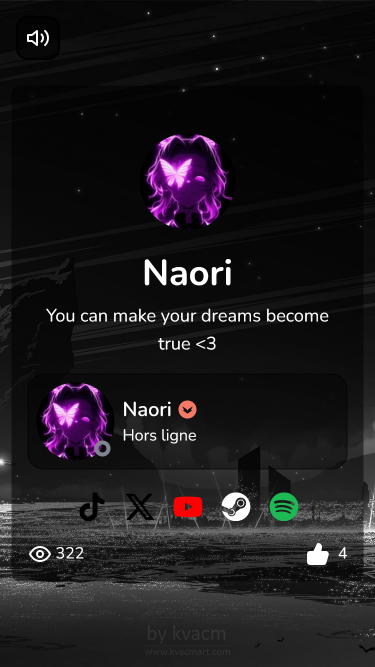 Naori
You can make your dreams become
true <3
Naori
Hors ligne
322
4
by kvacm
www.kvacmart.com